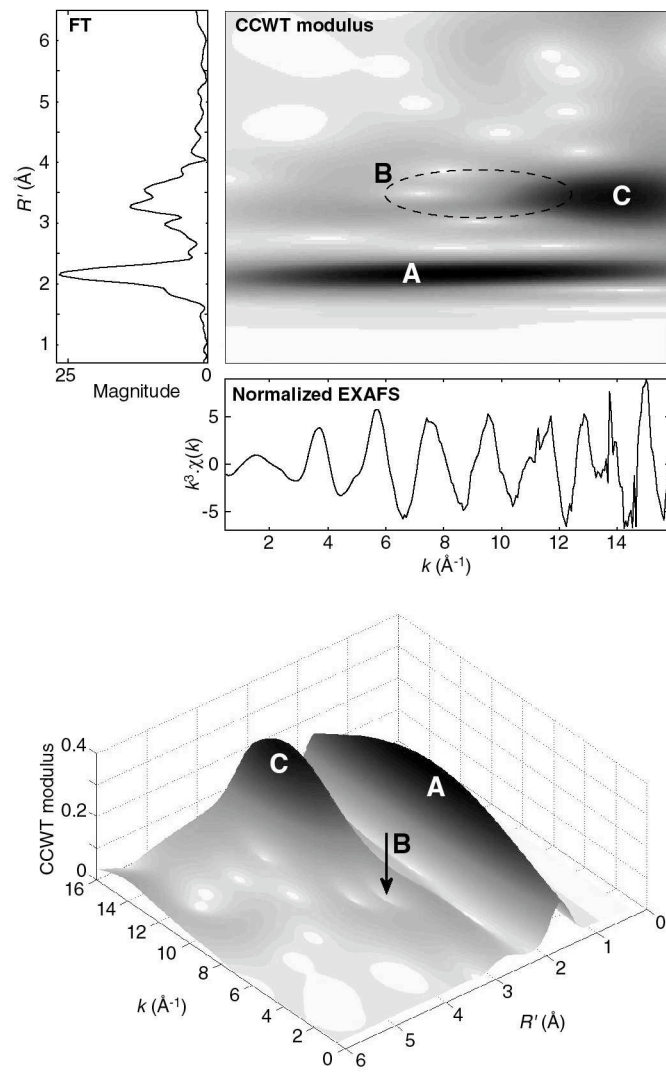 FT
CCWT modulus
6
5
4
3
2
1
R' (Å)
25
0
Magnitude
A
B
C
Normalized EXAFS
5
0
-5
k³.χ(k)
2
4
6
8
10
12
14
k (Å⁻¹)
0.4
0.2
0
CCWT modulus
16
14
12
10
8
6
4
2
0
k (Å⁻¹)
6
5
4
3
2
1
0
R' (Å)
C
A
B